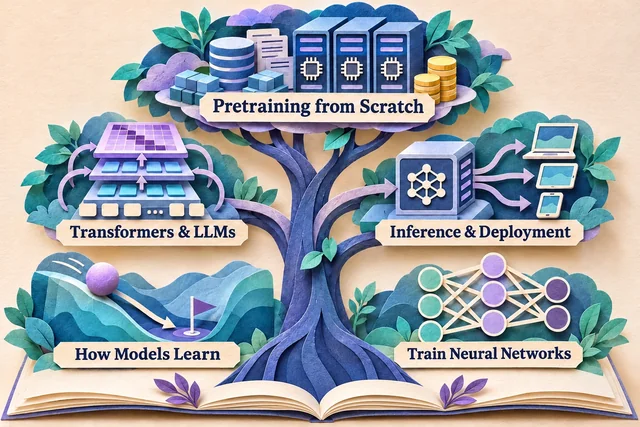 Pretraining from Scratch
Transformers & LLMs
Inference & Deployment
How Models Learn
Train Neural Networks